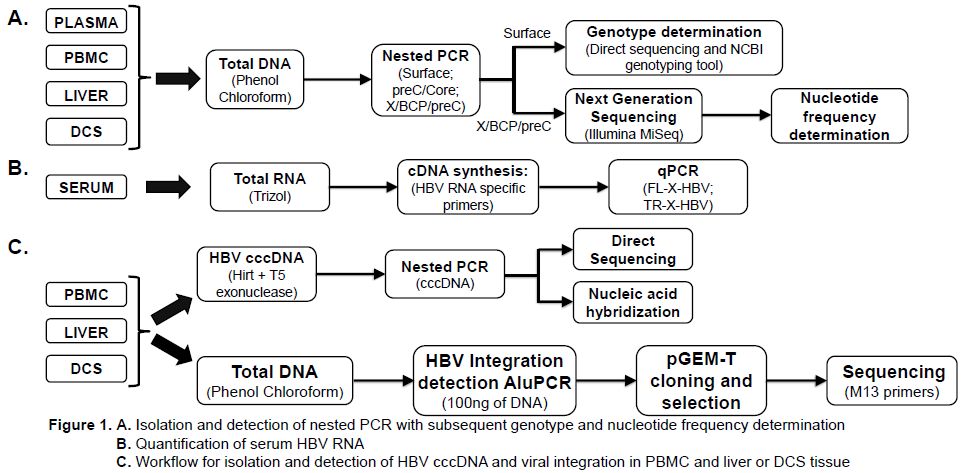 A.
PLASMA
PBMC
LIVER
DCS
Total DNA
(Phenol
Chloroform)
Nested PCR
(Surface;
preC/Core;
X/BCP/preC)
Surface
Genotype determination
(Direct sequencing and NCBI
genotyping tool)
X/BCP/preC
Next Generation
Sequencing
(Illumina MiSeq)
Nucleotide
frequency
determination
B.
SERUM
Total RNA
(Trizol)
cDNA synthesis:
(HBV RNA specific
primers)
qPCR
(FL-X-HBV;
TR-X-HBV)
C.
PBMC
LIVER
DCS
HBV cccDNA
(Hirt + T5
exonuclease)
Nested PCR
(cccDNA)
Direct
Sequencing
Nucleic acid
hybridization
Total DNA
(Phenol Chloroform)
HBV Integration
detection AluPCR
(100ng of DNA)
pGEM-T
cloning and
selection
Sequencing
(M13 primers)
Figure 1. A. Isolation and detection of nested PCR with subsequent genotype and nucleotide frequency determination
B. Quantification of serum HBV RNA
C. Workflow for isolation and detection of HBV cccDNA and viral integration in PBMC and liver or DCS tissue